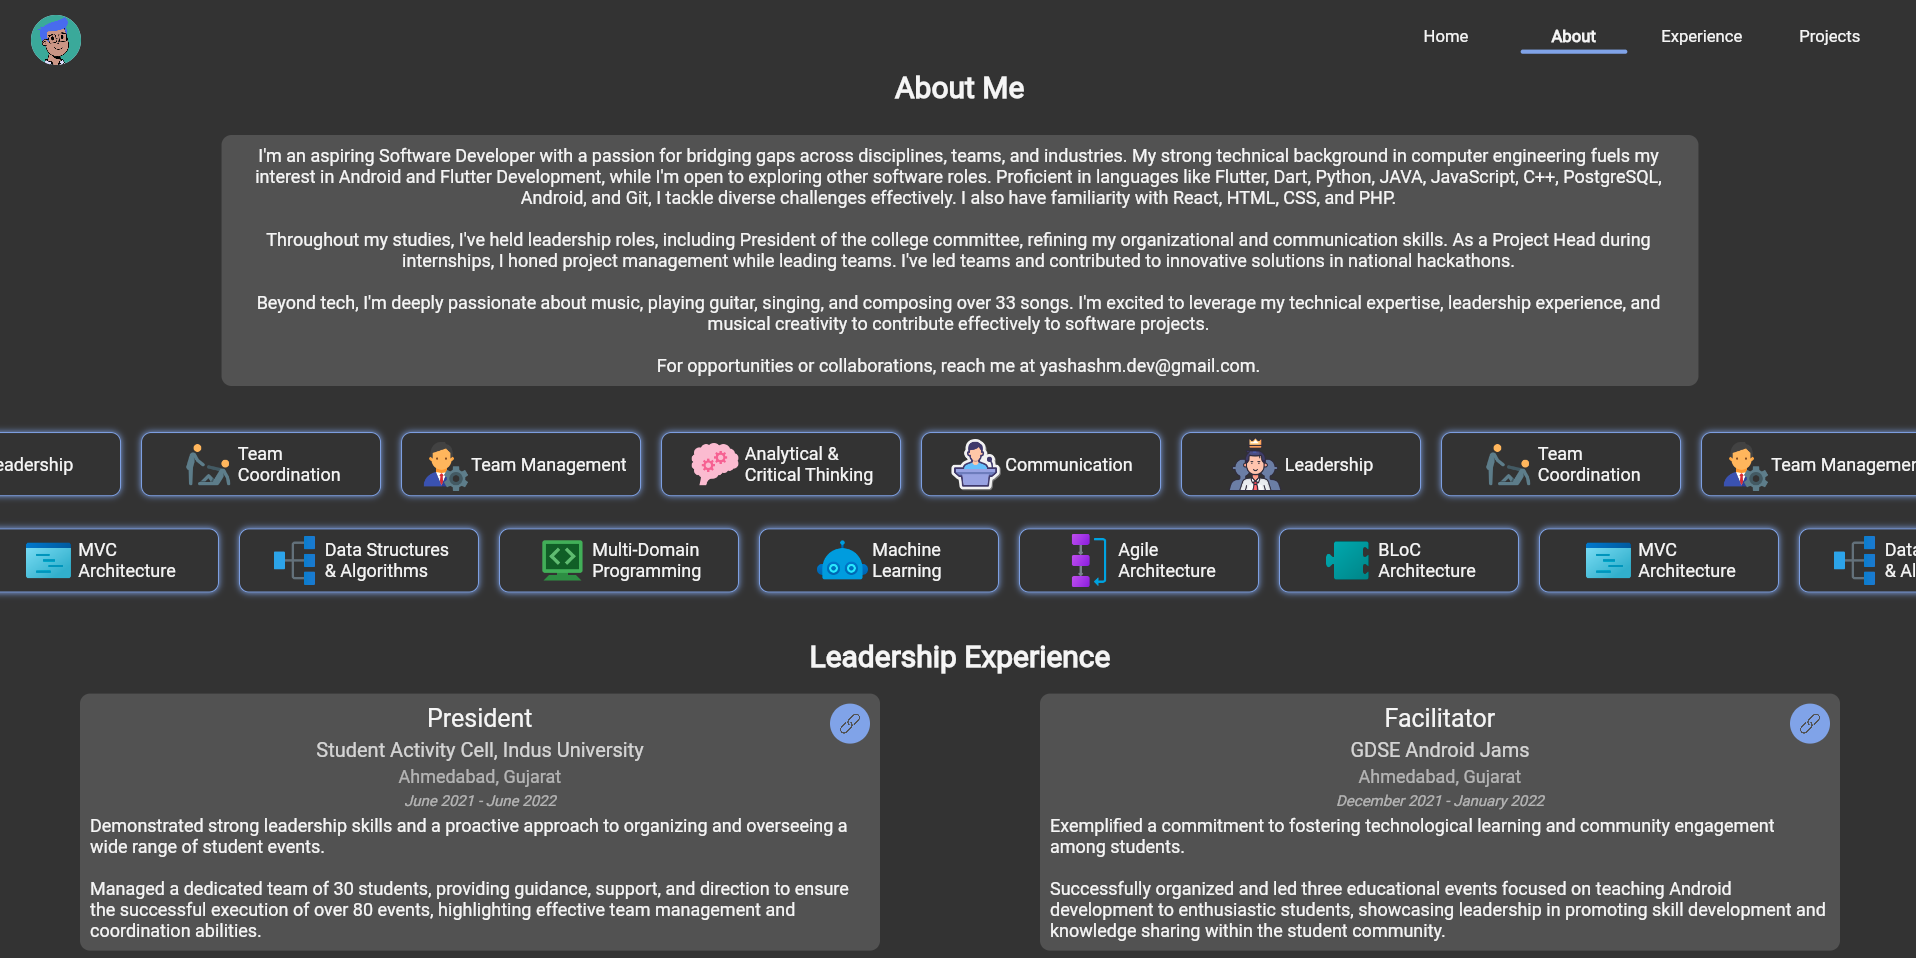 Home
About
Experience
Projects
About Me
I'm an aspiring Software Developer with a passion for bridging gaps across disciplines, teams, and industries. My strong technical background in computer engineering fuels my
interest in Android and Flutter Development, while I'm open to exploring other software roles. Proficient in languages like Flutter, Dart, Python, JAVA, JavaScript, C++, PostgreSQL,
Android, and Git, I tackle diverse challenges effectively. I also have familiarity with React, HTML, CSS, and PHP.
Throughout my studies, I've held leadership roles, including President of the college committee, refining my organizational and communication skills. As a Project Head during
internships, I honed project management while leading teams. I've led teams and contributed to innovative solutions in national hackathons.
Beyond tech, I'm deeply passionate about music, playing guitar, singing, and composing over 33 songs. I'm excited to leverage my technical expertise, leadership experience, and
musical creativity to contribute effectively to software projects.
For opportunities or collaborations, reach me at yashashm.dev@gmail.com.
eadership
Team
Coordination
Team Management
Analytical &
Critical Thinking
Communication
Leadership
Team
Coordination
Team Managemer
MVC
Architecture
Data Structures
& Algorithms
Multi-Domain
Programming
Machine
Learning
Agile
Architecture
BLoC
Architecture
MVC
Architecture
Data
& Al
Leadership Experience
President
Student Activity Cell, Indus University
Ahmedabad, Gujarat
June 2021 - June 2022
Demonstrated strong leadership skills and a proactive approach to organizing and overseeing a
wide range of student events.
Managed a dedicated team of 30 students, providing guidance, support, and direction to ensure
the successful execution of over 80 events, highlighting effective team management and
coordination abilities.
Facilitator
GDSE Android Jams
Ahmedabad, Gujarat
December 2021 - January 2022
Exemplified a commitment to fostering technological learning and community engagement
among students.
Successfully organized and led three educational events focused on teaching Android
development to enthusiastic students, showcasing leadership in promoting skill development and
knowledge sharing within the student community.